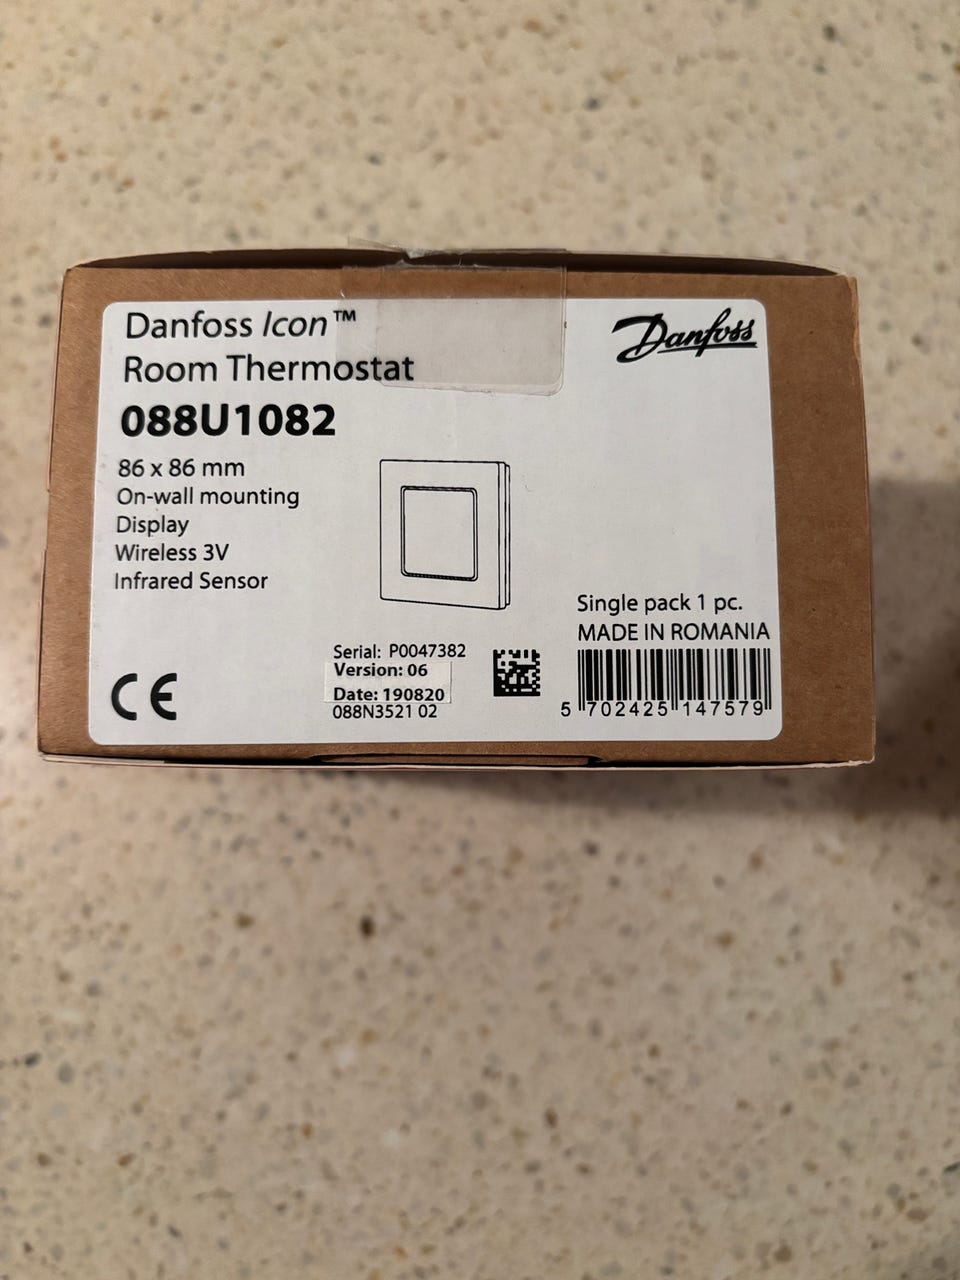 Danfoss Icon™
Room Thermostat
088U1082
86 x 86 mm
On-wall mounting
Display
Wireless 3V
Infrared Sensor
Danfoss
Serial: P0047382
Version: 06
Date: 190820
088N3521 02
Single pack 1 pc.
MADE IN ROMANIA
5 702425 147579
CE